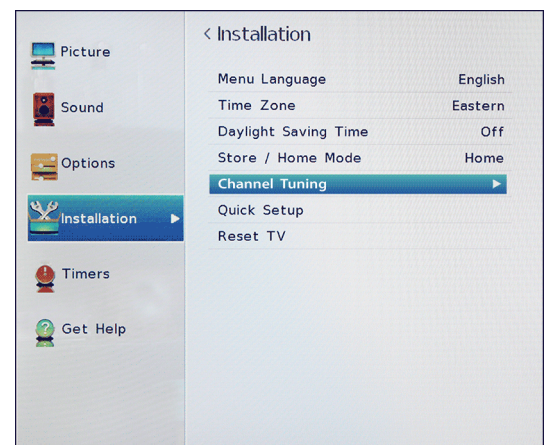 Picture
Sound
Options
Installation
Timers
Get Help
< Installation
Menu Language English
Time Zone Eastern
Daylight Saving Time Off
Store / Home Mode Home
Channel Tuning
Quick Setup
Reset TV